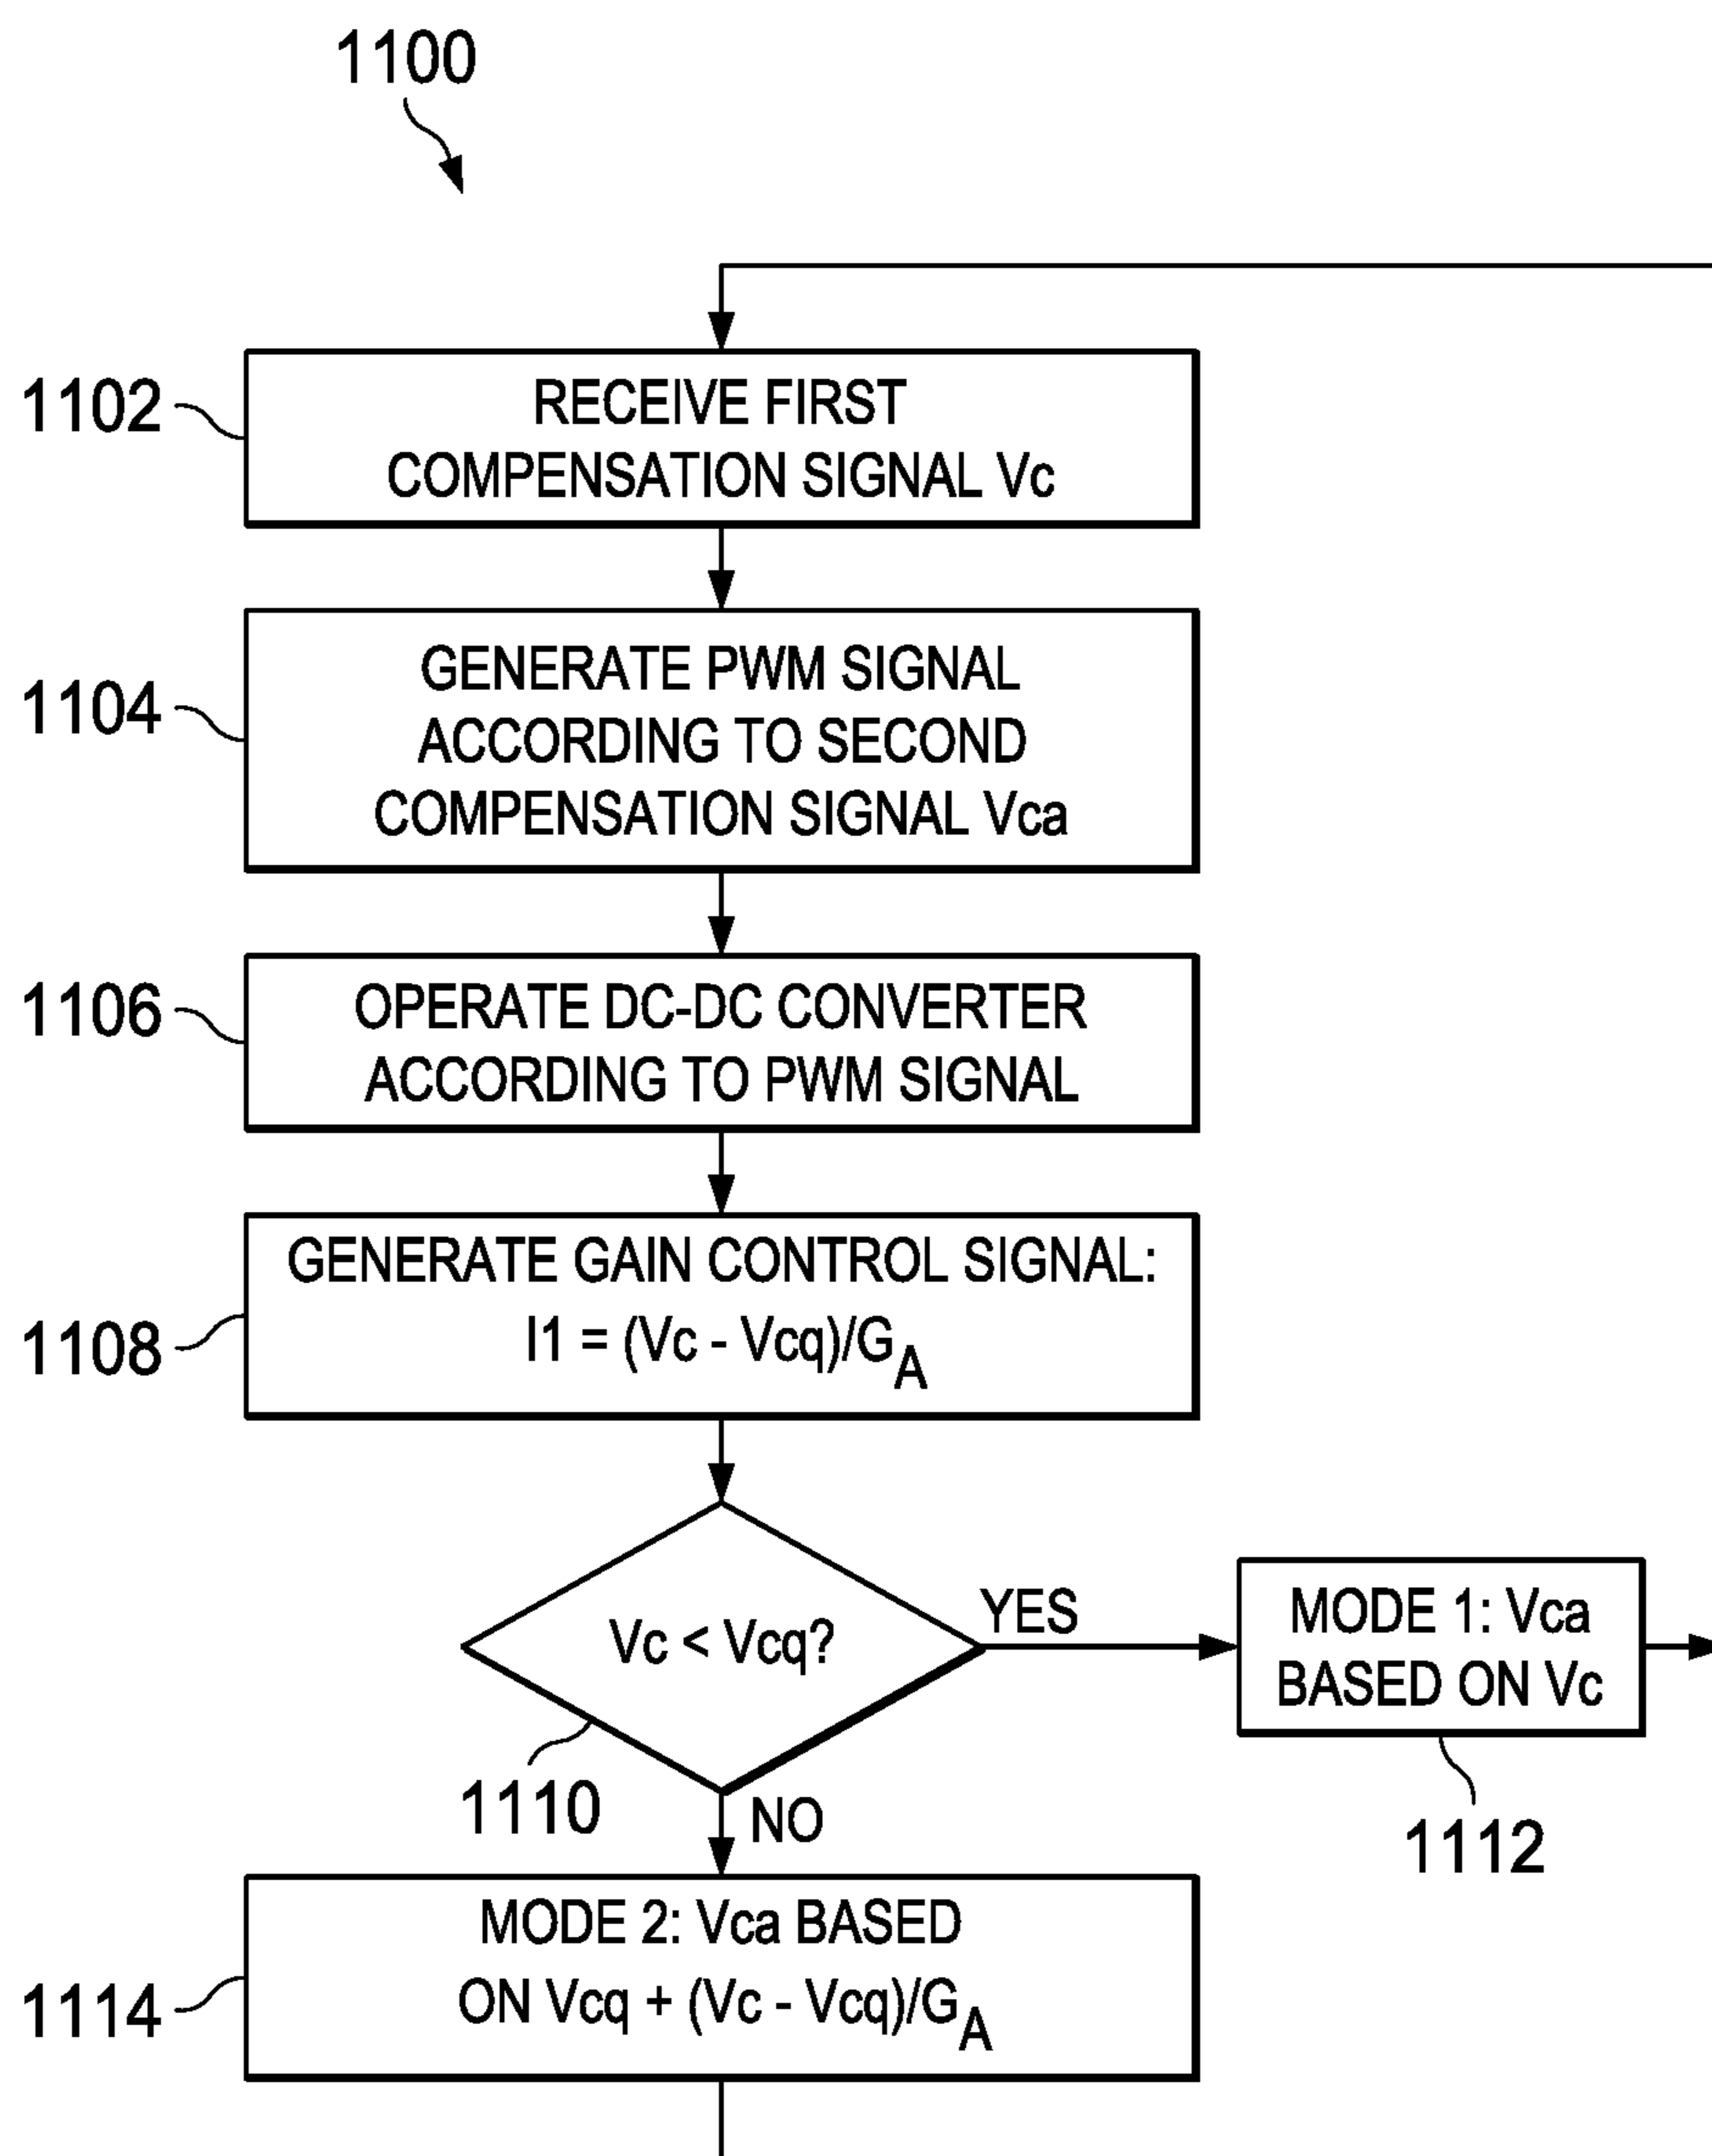 1100
1102
RECEIVE FIRST
COMPENSATION SIGNAL Vc
1104
GENERATE PWM SIGNAL
ACCORDING TO SECOND
COMPENSATION SIGNAL Vca
1106
OPERATE DC-DC CONVERTER
ACCORDING TO PWM SIGNAL
1108
GENERATE GAIN CONTROL SIGNAL:
I1 = (Vc - Vcq)/GA
Vc < Vcq?
YES
1110
NO
MODE 1: Vca
BASED ON Vc
1112
1114
MODE 2: Vca BASED
ON Vcq + (Vc - Vcq)/GA